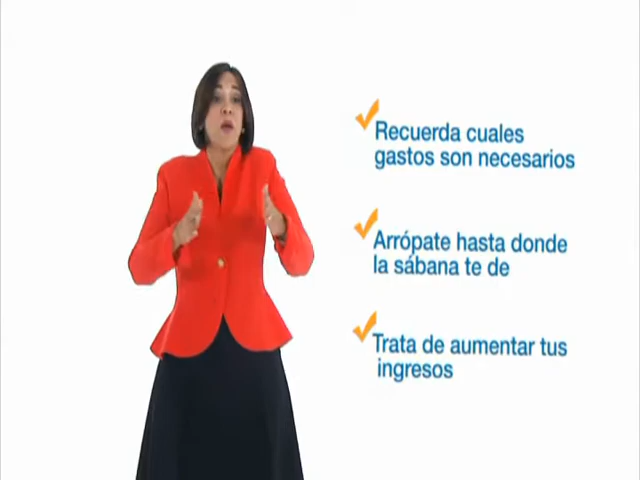 Recuerda cuales
gastos son necesarios
Arrópate hasta donde
la sábana te de
Trata de aumentar tus
ingresos